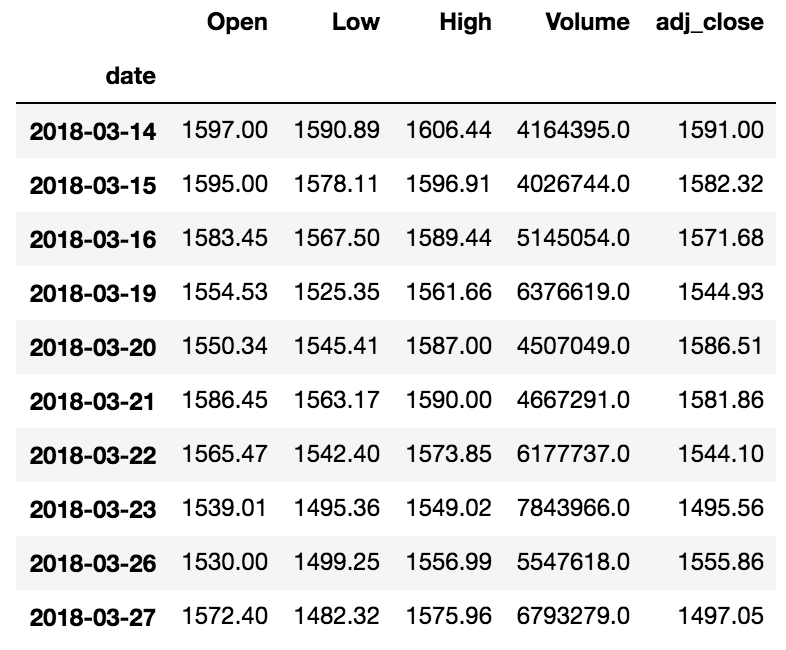 Open Low High Volume adj_close
date
2018-03-14 1597.00 1590.89 1606.44 4164395.0 1591.00
2018-03-15 1595.00 1578.11 1596.91 4026744.0 1582.32
2018-03-16 1583.45 1567.50 1589.44 5145054.0 1571.68
2018-03-19 1554.53 1525.35 1561.66 6376619.0 1544.93
2018-03-20 1550.34 1545.41 1587.00 4507049.0 1586.51
2018-03-21 1586.45 1563.17 1590.00 4667291.0 1581.86
2018-03-22 1565.47 1542.40 1573.85 6177737.0 1544.10
2018-03-23 1539.01 1495.36 1549.02 7843966.0 1495.56
2018-03-26 1530.00 1499.25 1556.99 5547618.0 1555.86
2018-03-27 1572.40 1482.32 1575.96 6793279.0 1497.05